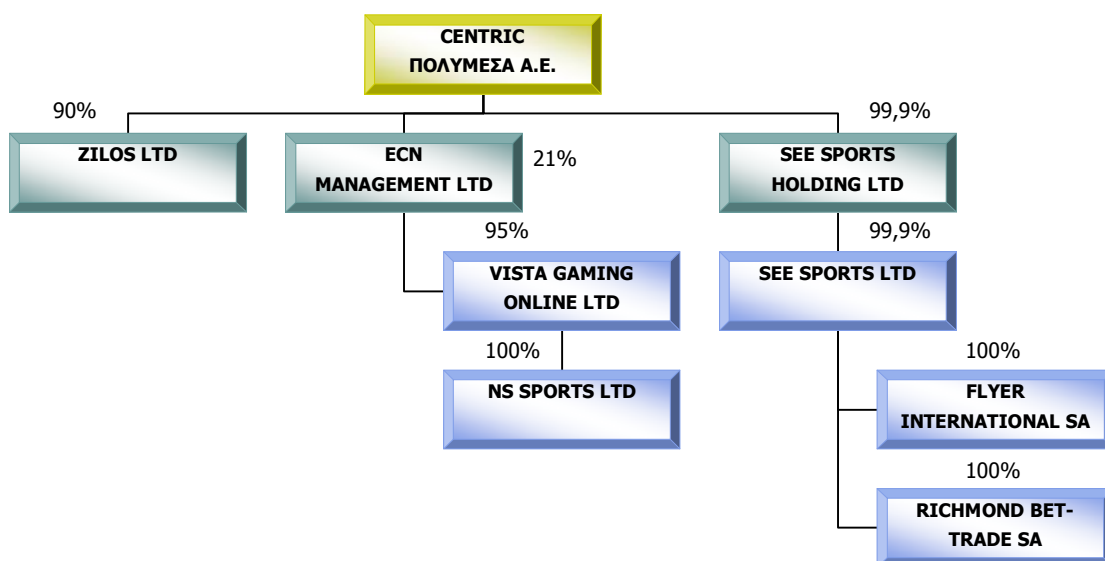 CENTRIC
ΠΟΛΥΜΕΣΑ Α.Ε.
90%
99,9%
ZILOS LTD
ECN
MANAGEMENT LTD
21%
SEE SPORTS
HOLDING LTD
95%
99,9%
VISTA GAMING
ONLINE LTD
SEE SPORTS LTD
100%
100%
NS SPORTS LTD
FLYER
INTERNATIONAL SA
100%
RICHMOND BET-
TRADE SA